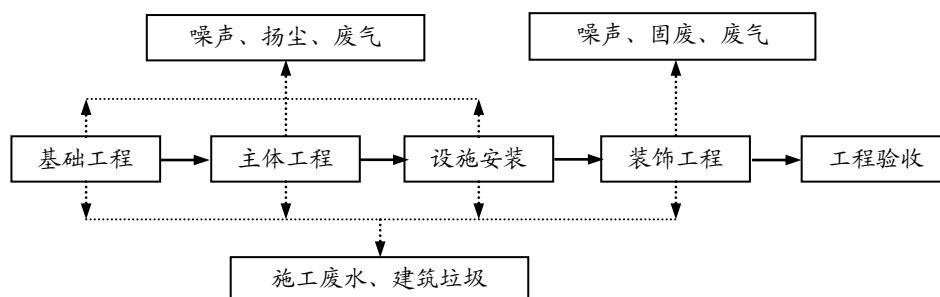 噪声、扬尘、废气
噪声、固废、废气
基础工程
主体工程
设施安装
装饰工程
工程验收
施工废水、建筑垃圾